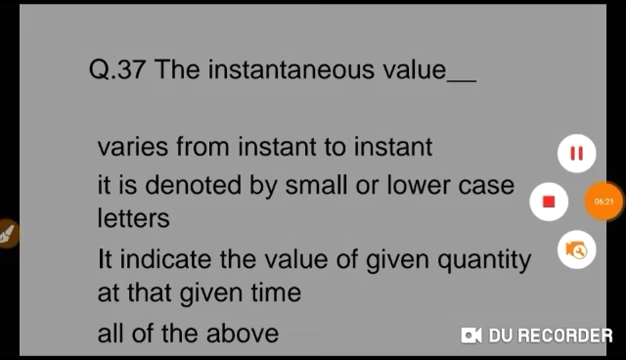 Q.37 The instantaneous value__
varies from instant to instant
it is denoted by small or lower case
letters
06:21
It indicate the value of given quantity
at that given time
all of the above
DU RECORDER